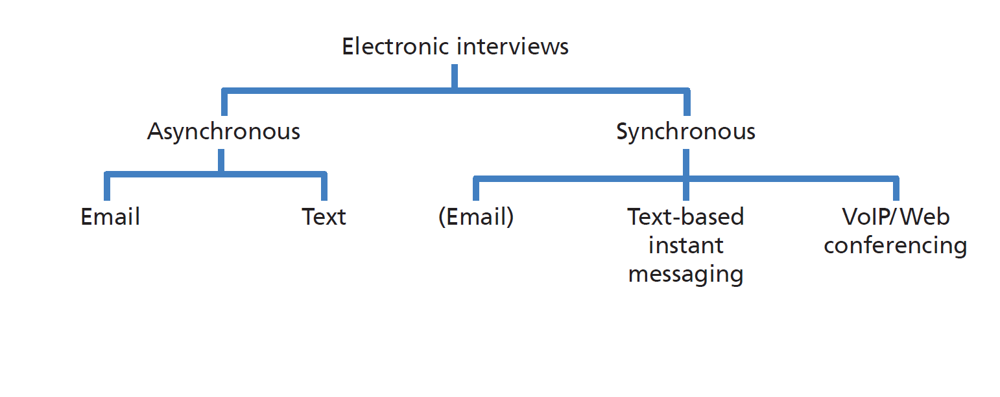 Electronic interviews
Asynchronous
Synchronous
Email
Text
(Email)
Text-based
instant
messaging
VoIP/Web
conferencing